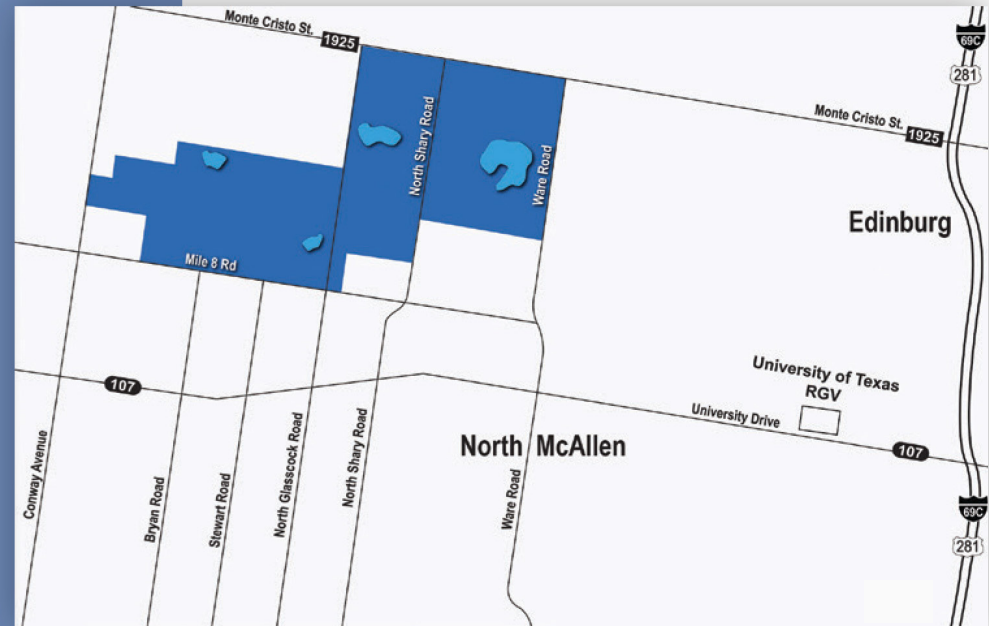 Monte Cristo St.
1925
69C
281
Monte Cristo St.
1925
North Shary Road
Ware Road
Edinburg
Mile 8 Rd
University of Texas
RGV
107
University Drive
107
North McAllen
Conway Avenue
Bryan Road
Stewart Road
North Glasscock Road
North Shary Road
Ware Road
69C
281